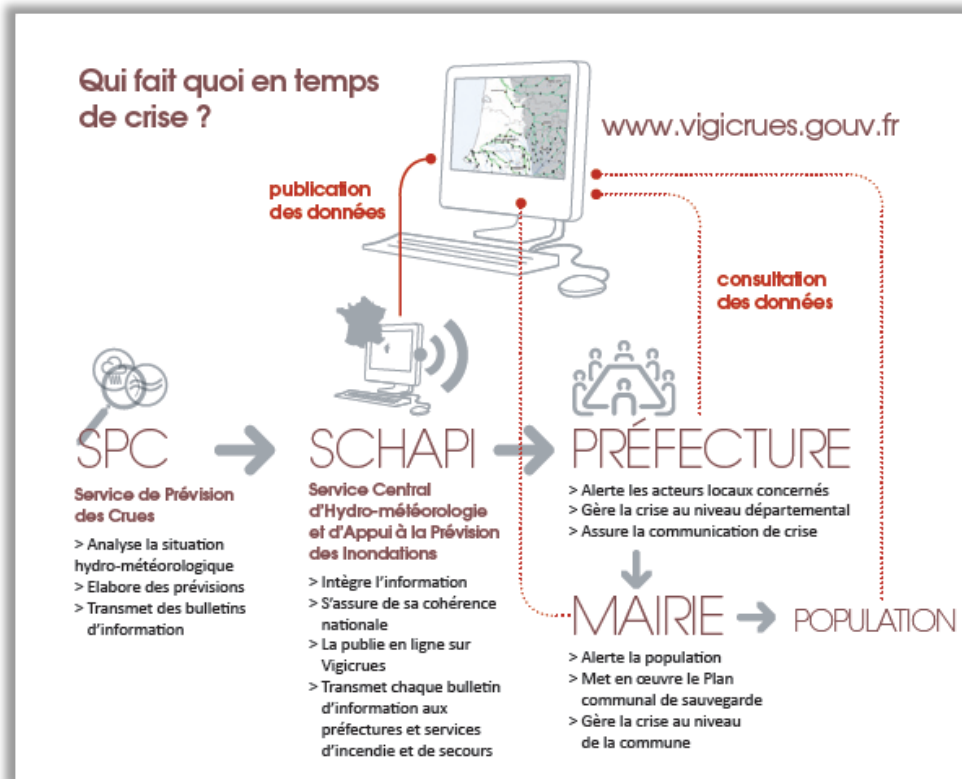 Qui fait quoi en temps
de crise ?
www.vigicrues.gouv.fr
publication
des données
consultation
des données
SPC
Service de Prévision
des Crues
> Analyse la situation
hydro-météorologique
> Elabore des prévisions
> Transmet des bulletins
d'information
SCHAPI
Service Central
d'Hydro-météorologie
et d'Appui à la Prévision
des Inondations
> Intègre l'information
> S'assure de sa cohérence
nationale
> La publie en ligne sur
Vigicrues
> Transmet chaque bulletin
d'information aux
préfectures et services
d'incendie et de secours
PRÉFECTURE
> Alerte les acteurs locaux concernés
> Gère la crise au niveau départemental
> Assure la communication de crise
MAIRIE
> Alerte la population
> Met en œuvre le Plan
communal de sauvegarde
> Gère la crise au niveau
de la commune
POPULATION